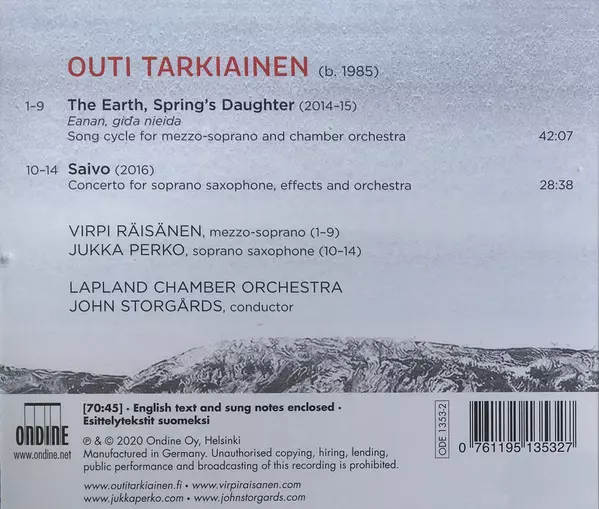 OUTI TARKIAINEN (b. 1985)
1–9 The Earth, Spring's Daughter (2014–15)
Eanan, giđa nieida
Song cycle for mezzo-soprano and chamber orchestra 42:07
10–14 Saivo (2016)
Concerto for soprano saxophone, effects and orchestra 28:38
VIRPI RÄISÄNEN, mezzo-soprano (1–9)
JUKKA PERKO, soprano saxophone (10–14)
LAPLAND CHAMBER ORCHESTRA
JOHN STORGÅRDS, conductor
ONDINE
www.ondine.net
[70:45] · English text and sung notes enclosed ·
Esittelytekstit suomeksi
℗ & © 2020 Ondine Oy, Helsinki
Manufactured in Germany. Unauthorised copying, hiring, lending,
public performance and broadcasting of this recording is prohibited.
www.outitarkiainen.fi · www.virpiraisanen.com
www.jukkaperko.com · www.johnstorgards.com
ODE 1353-2
0 761195 135327